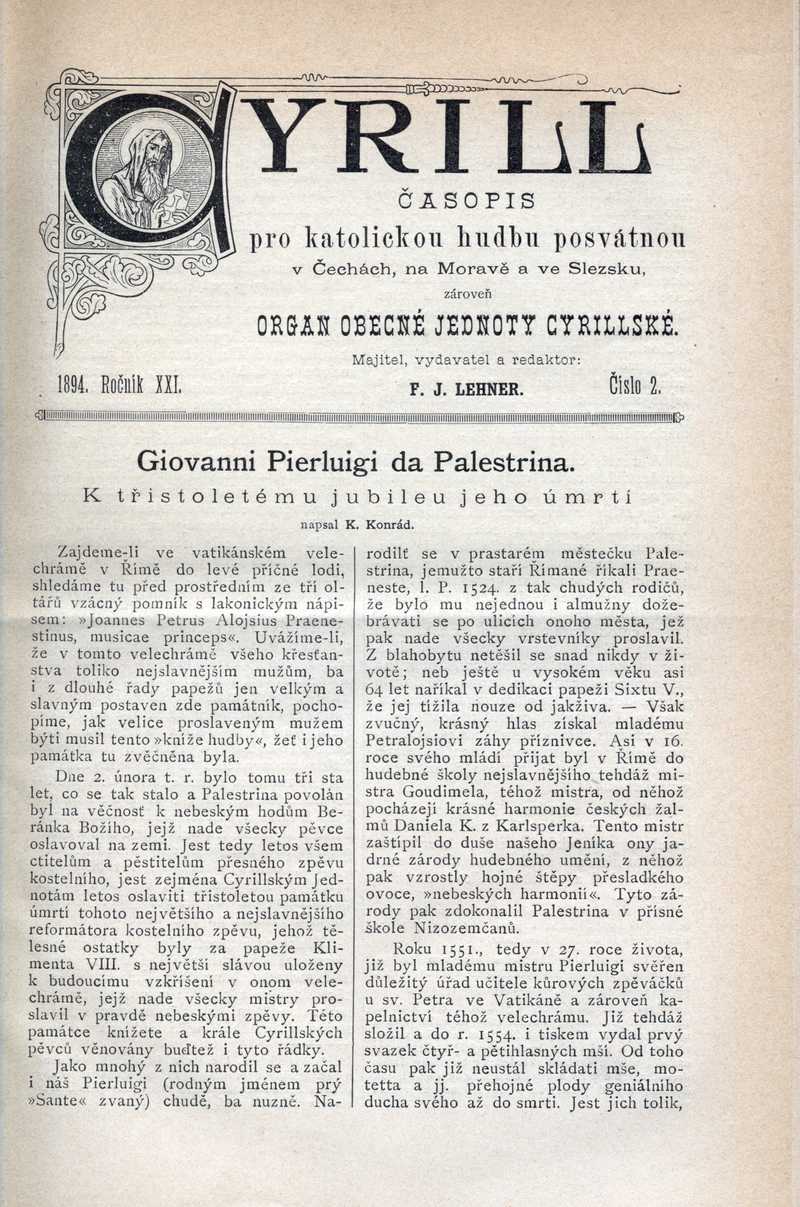 CYRILL
ČASOPIS
pro katolickou hudbu posvátnou
v Čechách, na Moravě a ve Slezsku,
zároveň
ORGAN OBECNÉ JEDNOTY CYRILLSKÉ.
Majitel, vydavatel a redaktor:
1894. Ročník XXI.
F. J. LEHNER.
Číslo 2.
Giovanni Pierluigi da Palestrina.
K třistoletému jubileu jeho úmrtí
napsal K. Konrád.
Zajdeme-li ve vatikánském vele-
chrámě v Římě do levé příčné lodi,
shledáme tu před prostředním ze tří ol-
tářů vzácný pomník s lakonickým nápi-
sem: »Joannes Petrus Alojsius Praene-
stinus, musicae princeps«. Uvážíme-li,
že v tomto velechrámě všeho křesťan-
stva toliko nejslavnějším mužům, ba
i z dlouhé řady papežů jen velkým a
slavným postaven zde památník, pocho-
píme, jak velice proslaveným mužem
býti musil tento »kníže hudby«, žeť i jeho
památka tu zvěčněna byla.
Dne 2. února t. r. bylo tomu tři sta
let, co se tak stalo a Palestrina povolán
byl na věčnosť k nebeským hodům Be-
ránka Božího, jejž nade všecky pěvce
oslavoval na zemi. Jest tedy letos všem
ctitelům a pěstitelům přesného zpěvu
kostelního, jest zejména Cyrillským Jed-
notám letos oslaviti třistoletou památku
úmrtí tohoto největšího a nejslavnějšího
reformátora kostelního zpěvu, jehož tě-
lesné ostatky byly za papeže Kli-
menta VIII. s největší slávou uloženy
k budoucímu vzkříšení v onom vele-
chrámě, jejž nade všecky mistry pro-
slavil v pravdě nebeskými zpěvy. Této
památce knížete a krále Cyrillských
pěvců věnovány buďtež i tyto řádky.
Jako mnohý z nich narodil se a začal
i náš Pierluigi (rodným jménem prý
»Sante« zvaný) chudě, ba nuzně. Na-
rodilť se v prastarém městečku Pale-
strina, jemužto staří Římané říkali Prae-
neste, l. P. 1524. z tak chudých rodičů,
že bylo mu nejednou i almužny dože-
brávati se po ulicích onoho města, jež
pak nade všecky vrstevníky proslavil.
Z blahobytu netěšil se snad nikdy v ži-
votě; neb ještě u vysokém věku asi
64 let naříkal v dedikaci papeži Sixtu V.,
že jej tížila nouze od jakživa. — Však
zvučný, krásný hlas získal mladému
Petralojsiovi záhy příznivce. Asi v 16.
roce svého mládí přijat byl v Římě do
hudebné školy nejslavnějšího tehdáž mi-
stra Goudimela, téhož mistra, od něhož
pocházejí krásné harmonie českých žal-
mů Daniela K. z Karlsperka. Tento mistr
zaštípil do duše našeho Jeníka ony ja-
drné zárody hudebného umění, z něhož
pak vzrostly hojné štěpy přesladkého
ovoce, »nebeských harmonií«. Tyto zá-
rody pak zdokonalil Palestrina v přísné
škole Nizozemčanů.
Roku 1551., tedy v 27. roce života,
již byl mladému mistru Pierluigi svěřen
důležitý úřad učitele kůrových zpěváčků
u sv. Petra ve Vatikáně a zároveň ka-
pelnictví téhož velechrámu. Již tehdáž
složil a do r. 1554. i tiskem vydal prvý
svazek čtyř- a pětihlasných mší. Od toho
času pak již neustál skládati mše, mo-
tetta a jj. přehojné plody geniálního
ducha svého až do smrti. Jest jich tolik,